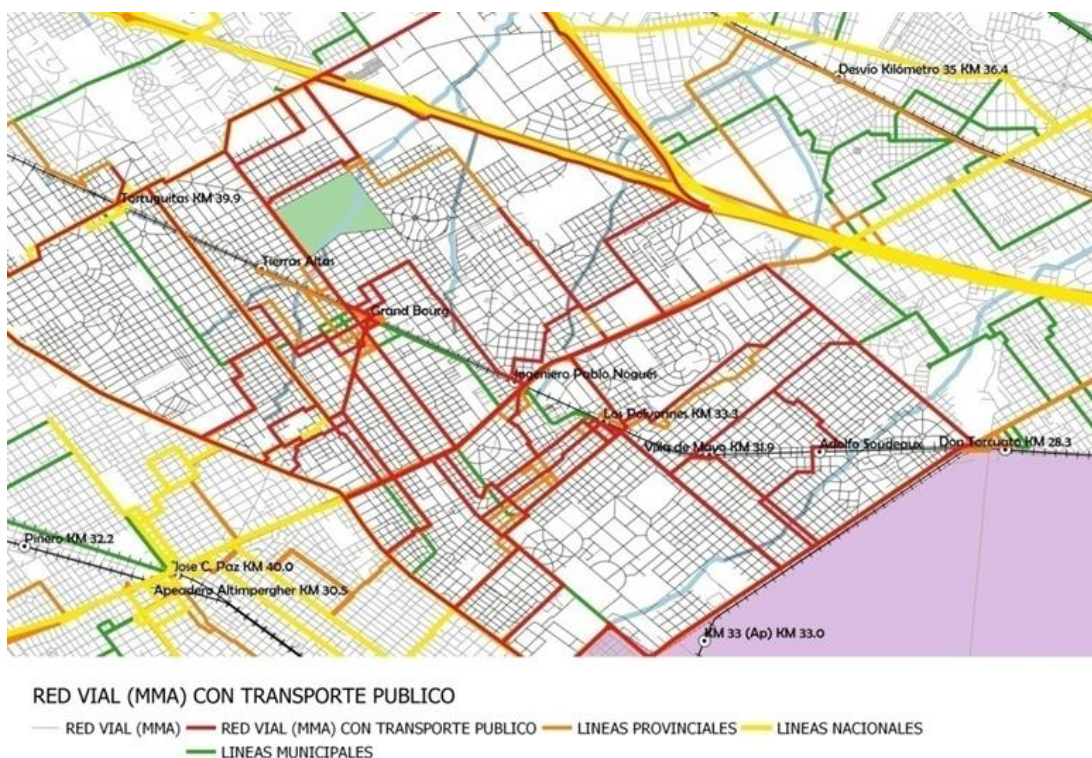 Desvío Kilómetro 35 KM 36.4
Tortuguitas KM 39.9
Tierras Altas
Grand Bourg
Ingeniero Pablo Nogués
Los Polvorines KM 33.3
Villa de Mayo KM 31.9
Adolfo Sourdeaux
Don Torcuato KM 28.3
Piñero KM 32.2
Jose C. Paz KM 40.0
Apeadero Altimpergher KM 30.5
KM 33 (Ap) KM 33.0
RED VIAL (MMA) CON TRANSPORTE PUBLICO
RED VIAL (MMA) RED VIAL (MMA) CON TRANSPORTE PUBLICO LINEAS PROVINCIALES LINEAS NACIONALES
LINEAS MUNICIPALES